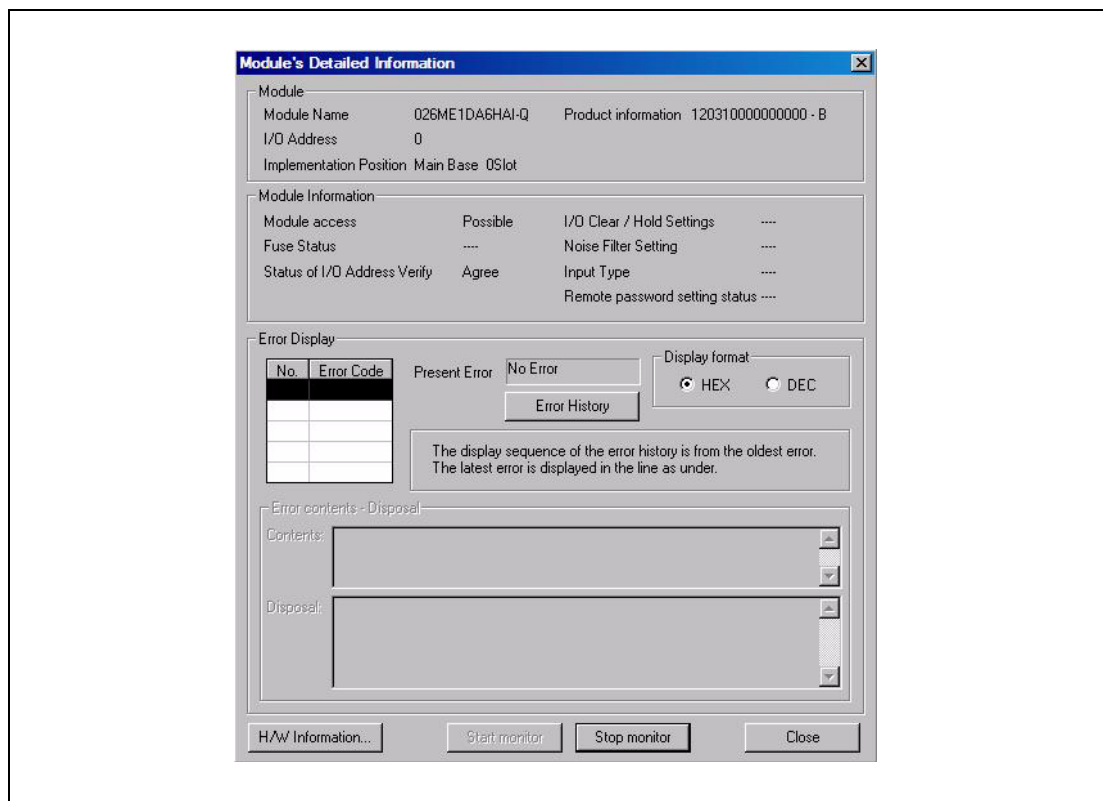 Module's Detailed Information
Module
Module Name 026ME1DA6HAI-Q Product information 120310000000000 - B
I/O Address 0
Implementation Position Main Base 0Slot
Module Information
Module access Possible I/O Clear / Hold Settings ----
Fuse Status ---- Noise Filter Setting ----
Status of I/O Address Verify Agree Input Type ----
Remote password setting status ----
Error Display
No. Error Code
Present Error No Error
Display format
HEX DEC
Error History
The display sequence of the error history is from the oldest error.
The latest error is displayed in the line as under.
Error contents - Disposal
Contents:
Disposal:
H/W Information... Start monitor Stop monitor Close